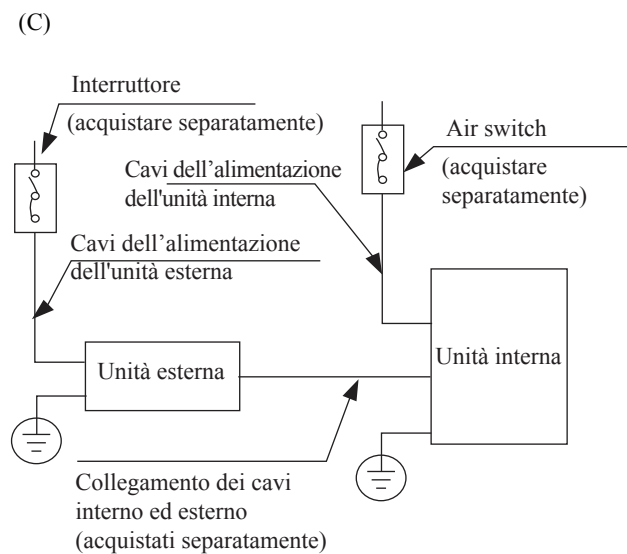 (C)
Interruttore
(acquistare separatamente)
Air switch
(acquistare
separatamente)
Cavi dell’alimentazione
dell'unità interna
Cavi dell’alimentazione
dell'unità esterna
Unità esterna
Unità interna
Collegamento dei cavi
interno ed esterno
(acquistati separatamente)